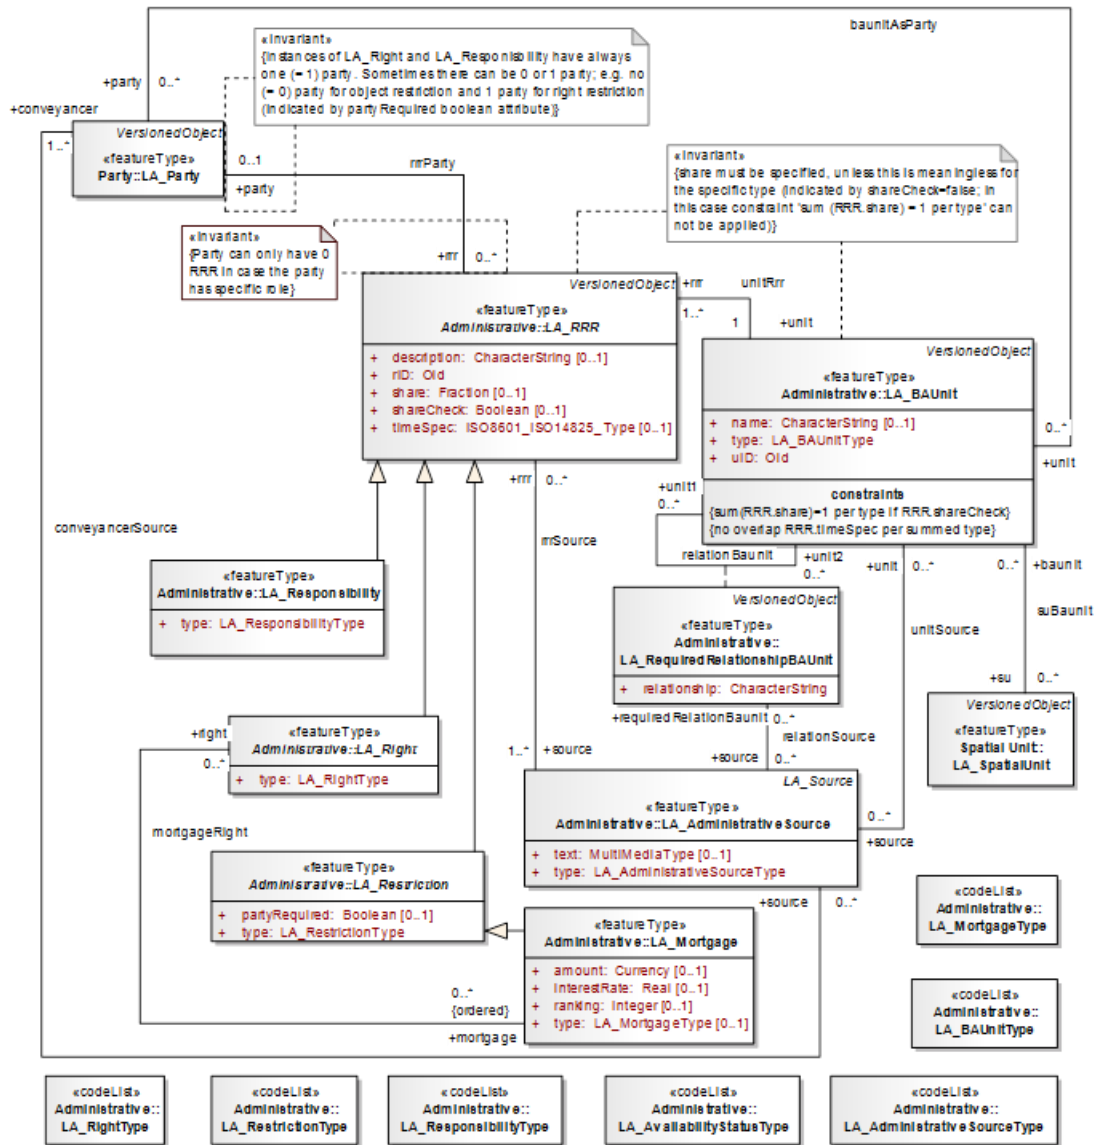 baunitAsParty
«invariant»
{instances of LA_Right and LA_Responisbility have always
one (= 1) party. Sometimes there can be 0 or 1 party; e.g. no
(= 0) party for object restriction and 1 party for right restriction
(indicated by partyRequired boolean attribute)}
+party 0..*
+conveyancer
1..*
VersionedObject
«featureType»
Party::LA_Party
0..1
+party
rrrParty
«invariant»
{share must be specified, unless this is meaningless for
the specific type (indicated by shareCheck=false; in
this case constraint 'sum (RRR.share) = 1 per type' can
not be applied)}
«invariant»
{Party can only have 0
RRR in case the party
has specific role}
+rrr 0..*
VersionedObject
«featureType»
Administrative::LA_RRR
+ description: CharacterString [0..1]
+ rID: Oid
+ share: Fraction [0..1]
+ shareCheck: Boolean [0..1]
+ timeSpec: ISO8601_ISO14825_Type [0..1]
+rrr unitRrr
1..* 1 +unit
VersionedObject
«featureType»
Administrative::LA_BAUnit
+ name: CharacterString [0..1]
+ type: LA_BAUnitType
+ uID: Oid
constraints
{sum(RRR.share)=1 per type if RRR.shareCheck}
{no overlap RRR.timeSpec per summed type}
0..*
+unit
+unit1
0..*
relationBaunit
+unit2
0..*
+rrr 0..*
rrrSource
conveyancerSource
+unit 0..*
unitSource
0..* +baunit
suBaunit
+su 0..*
«featureType»
Administrative::LA_Responsibility
+ type: LA_ResponsibilityType
VersionedObject
«featureType»
Administrative::
LA_RequiredRelationshipBAUnit
+ relationship: CharacterString
+requiredRelationBaunit 0..*
relationSource
+source 0..*
VersionedObject
«featureType»
Spatial Unit::
LA_SpatialUnit
+right
0..*
«featureType»
Administrative::LA_Right
+ type: LA_RightType
1..* +source
mortgageRight
LA_Source
«featureType»
Administrative::LA_AdministrativeSource
+ text: MultiMediaType [0..1]
+ type: LA_AdministrativeSourceType
0..*
+source
+source 0..*
«featureType»
Administrative::LA_Restriction
+ partyRequired: Boolean [0..1]
+ type: LA_RestrictionType
«featureType»
Administrative::LA_Mortgage
+ amount: Currency [0..1]
+ interestRate: Real [0..1]
+ ranking: Integer [0..1]
+ type: LA_MortgageType [0..1]
0..*
{ordered}
+mortgage
«codeList»
Administrative::
LA_MortgageType
«codeList»
Administrative::
LA_BAUnitType
«codeList»
Administrative::
LA_RightType
«codeList»
Administrative::
LA_RestrictionType
«codeList»
Administrative::
LA_ResponsibilityType
«codeList»
Administrative::
LA_AvailabilityStatusType
«codeList»
Administrative::
LA_AdministrativeSourceType